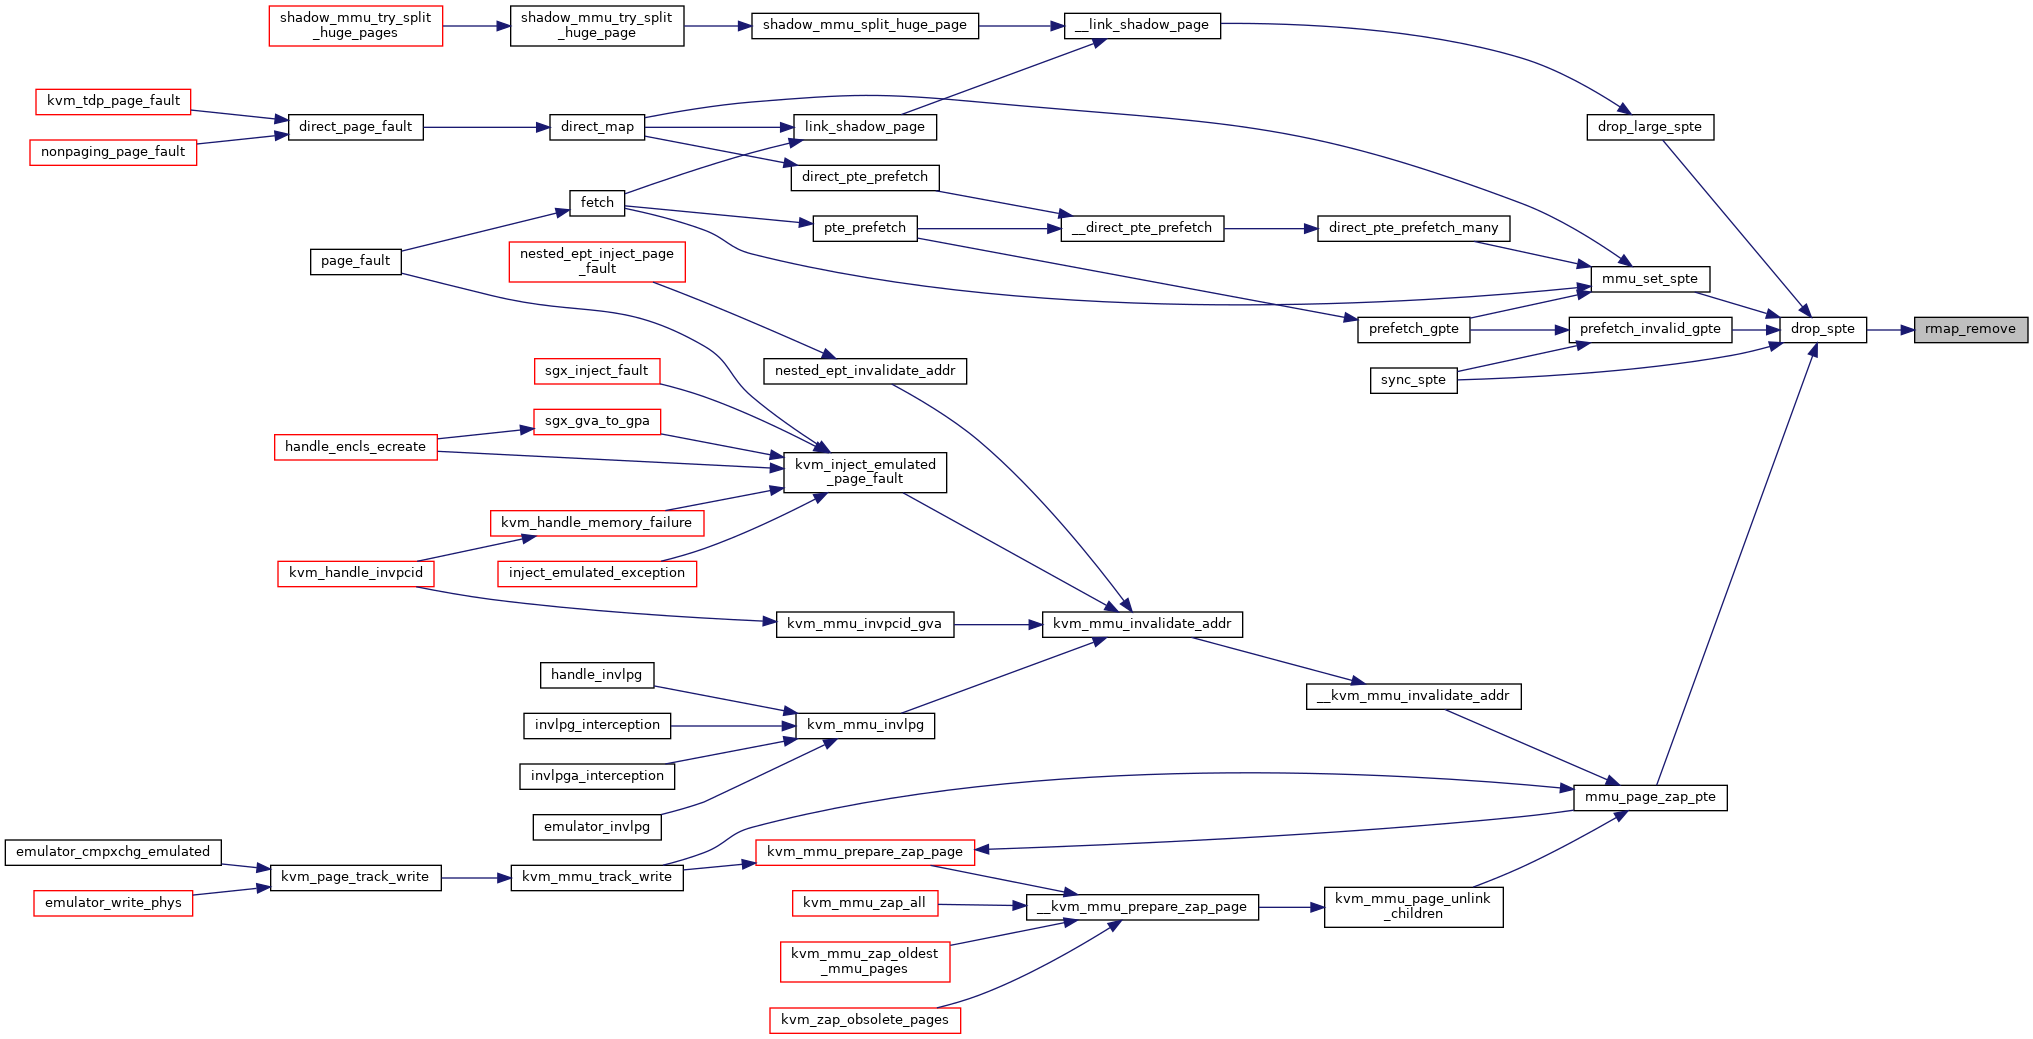 shadow_mmu_try_split
_huge_pages
shadow_mmu_try_split
_huge_page
shadow_mmu_split_huge_page
__link_shadow_page
kvm_tdp_page_fault
nonpaging_page_fault
direct_page_fault
direct_map
link_shadow_page
drop_large_spte
direct_pte_prefetch
fetch
pte_prefetch
__direct_pte_prefetch
direct_pte_prefetch_many
page_fault
nested_ept_inject_page
_fault
mmu_set_spte
prefetch_gpte
prefetch_invalid_gpte
drop_spte
rmap_remove
sync_spte
sgx_inject_fault
nested_ept_invalidate_addr
sgx_gva_to_gpa
handle_encls_ecreate
kvm_inject_emulated
_page_fault
kvm_handle_memory_failure
kvm_handle_invpcid
inject_emulated_exception
kvm_mmu_invpcid_gva
kvm_mmu_invalidate_addr
handle_invlpg
__kvm_mmu_invalidate_addr
invlpg_interception
kvm_mmu_invlpg
invlpga_interception
mmu_page_zap_pte
emulator_invlpg
emulator_cmpxchg_emulated
kvm_mmu_prepare_zap_page
kvm_page_track_write
kvm_mmu_track_write
emulator_write_phys
kvm_mmu_zap_all
__kvm_mmu_prepare_zap_page
kvm_mmu_page_unlink
_children
kvm_mmu_zap_oldest
_mmu_pages
kvm_zap_obsolete_pages